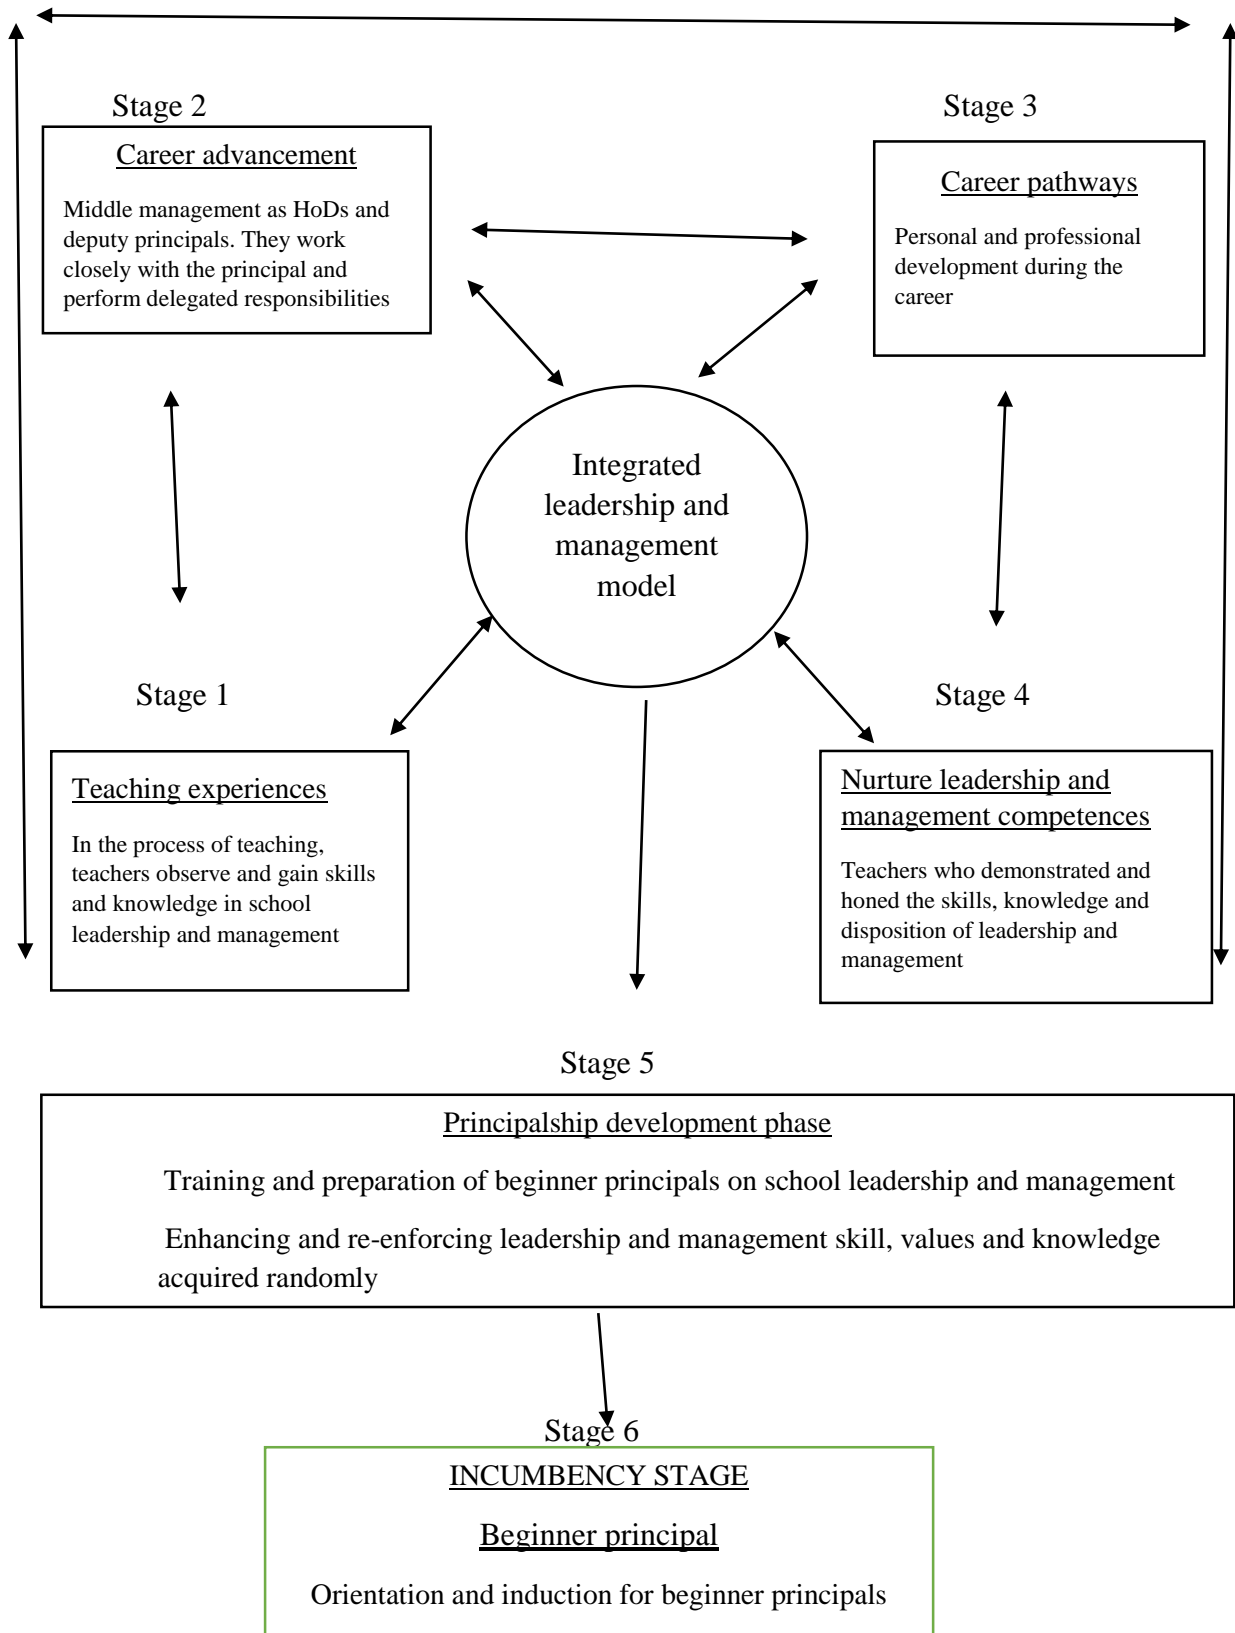 Stage 2
Career advancement
Middle management as HoDs and
deputy principals. They work
closely with the principal and
perform delegated responsibilities
Stage 3
Career pathways
Personal and professional
development during the
career
Integrated
leadership and
management
model
Stage 1
Teaching experiences
In the process of teaching,
teachers observe and gain skills
and knowledge in school
leadership and management
Stage 4
Nurture leadership and
management competences
Teachers who demonstrated and
honed the skills, knowledge and
disposition of leadership and
management
Stage 5
Principalship development phase
Training and preparation of beginner principals on school leadership and management
Enhancing and re-enforcing leadership and management skill, values and knowledge
acquired randomly
Stage 6
INCUMBENCY STAGE
Beginner principal
Orientation and induction for beginner principals